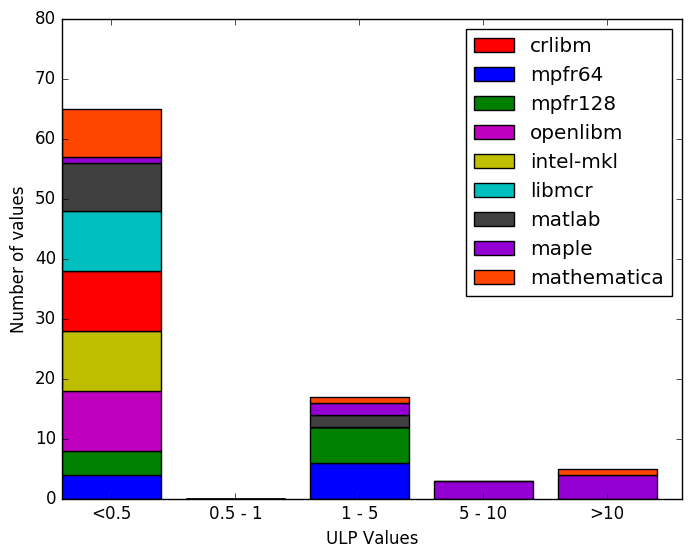 80
70
60
50
40
30
20
10
0
Number of values
<0.5
0.5 - 1
1 - 5
5 - 10
>10
ULP Values
crlibm
mpfr64
mpfr128
openlibm
intel-mkl
libmcr
matlab
maple
mathematica